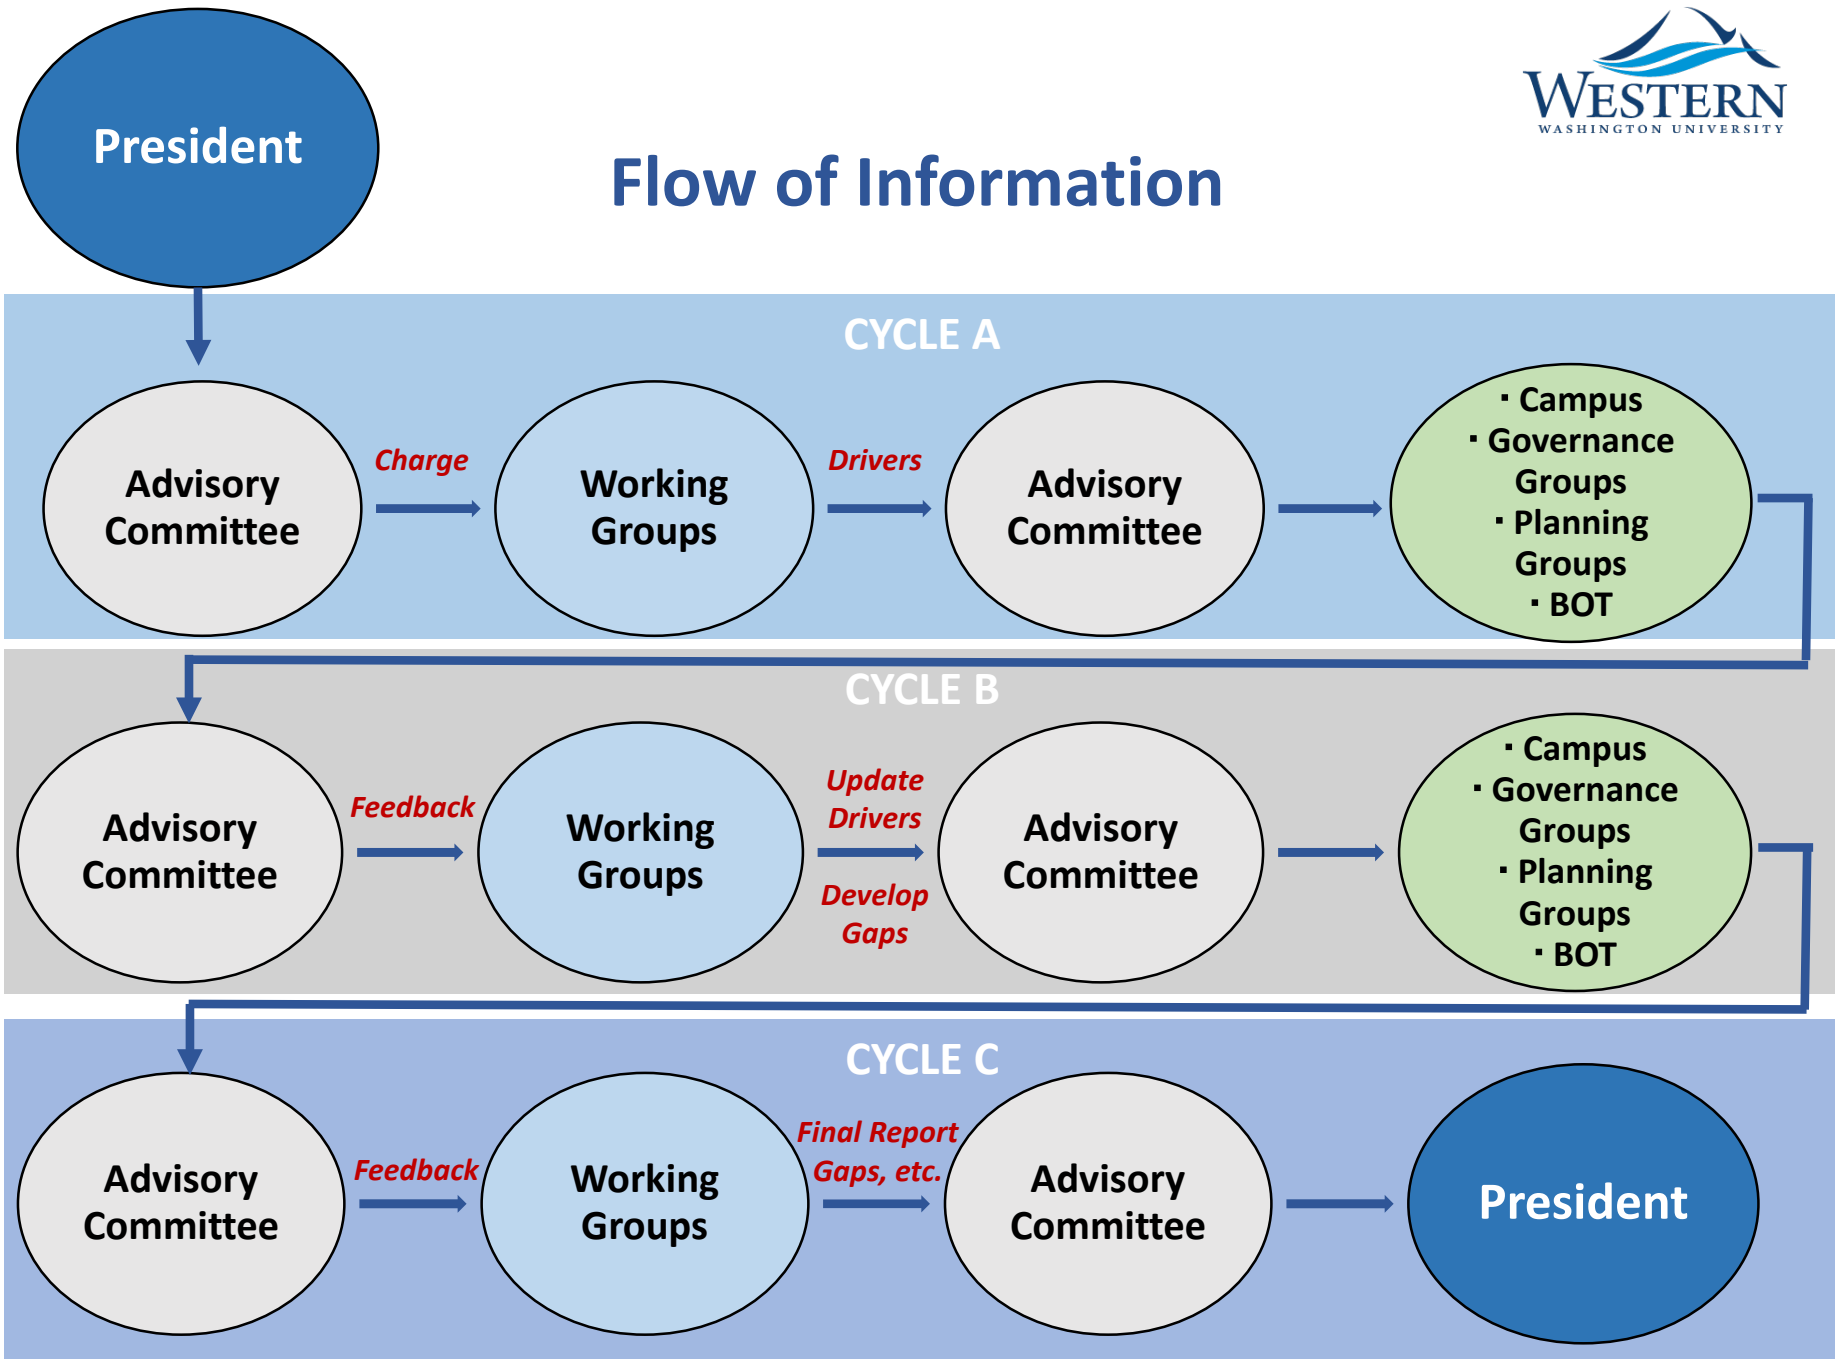 President
WESTERN
WASHINGTON UNIVERSITY
Flow of Information
CYCLE A
Advisory
Committee
Charge
Working
Groups
Drivers
Advisory
Committee
▪ Campus
▪ Governance
Groups
▪ Planning
Groups
▪ BOT
CYCLE B
Advisory
Committee
Feedback
Working
Groups
Update
Drivers
Develop
Gaps
Advisory
Committee
▪ Campus
▪ Governance
Groups
▪ Planning
Groups
▪ BOT
CYCLE C
Advisory
Committee
Feedback
Working
Groups
Final Report
Gaps, etc.
Advisory
Committee
President